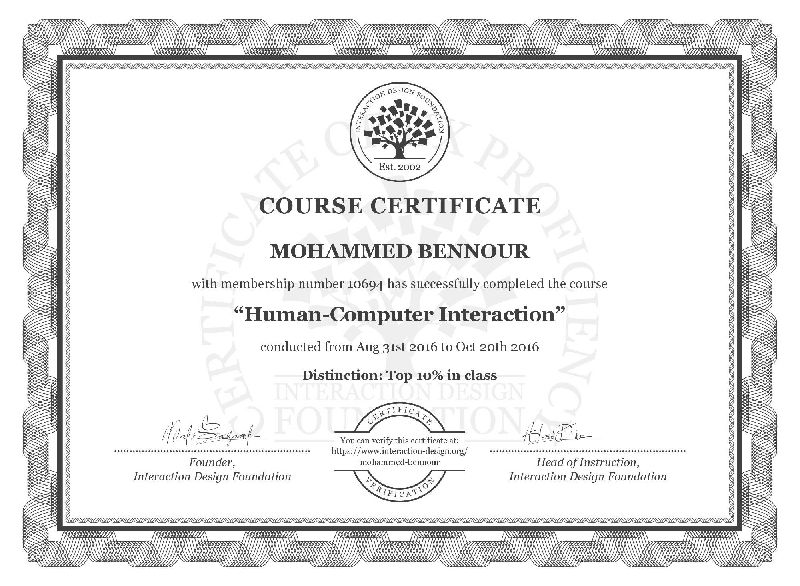 INTERACTION DESIGN FOUNDATION
Est. 2002
CERTIFICATE OF UX PROFICIENCY
COURSE CERTIFICATE
MOHAMMED BENNOUR
with membership number 10694 has successfully completed the course
“Human-Computer Interaction”
conducted from Aug 31st 2016 to Oct 20th 2016
Distinction: Top 10% in class
INTERACTION DESIGN
FOUNDATION
CERTIFICATE
You can verify this certificate at:
https://www.interaction-design.org/
mohammed-bennour
VERIFICATION
Founder,
Interaction Design Foundation
Head of Instruction,
Interaction Design Foundation